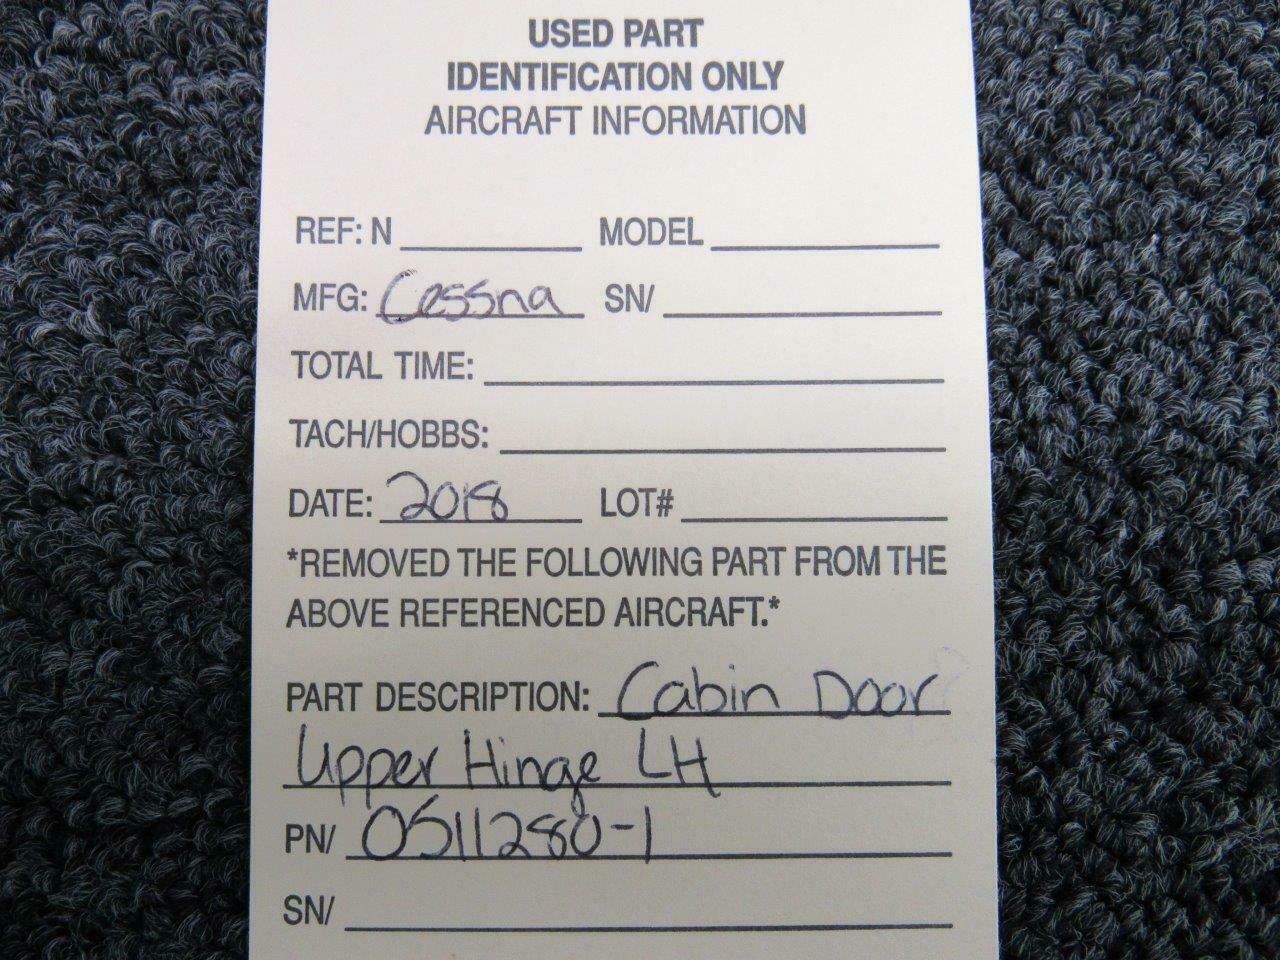 USED PART
IDENTIFICATION ONLY
AIRCRAFT INFORMATION
REF: N MODEL
MFG: Cessna SN/
TOTAL TIME:
TACH/HOBBS:
DATE: 2018 LOT#
*REMOVED THE FOLLOWING PART FROM THE
ABOVE REFERENCED AIRCRAFT.*
PART DESCRIPTION: Cabin Door
Upper Hinge LH
PN/ 0511280-1
SN/